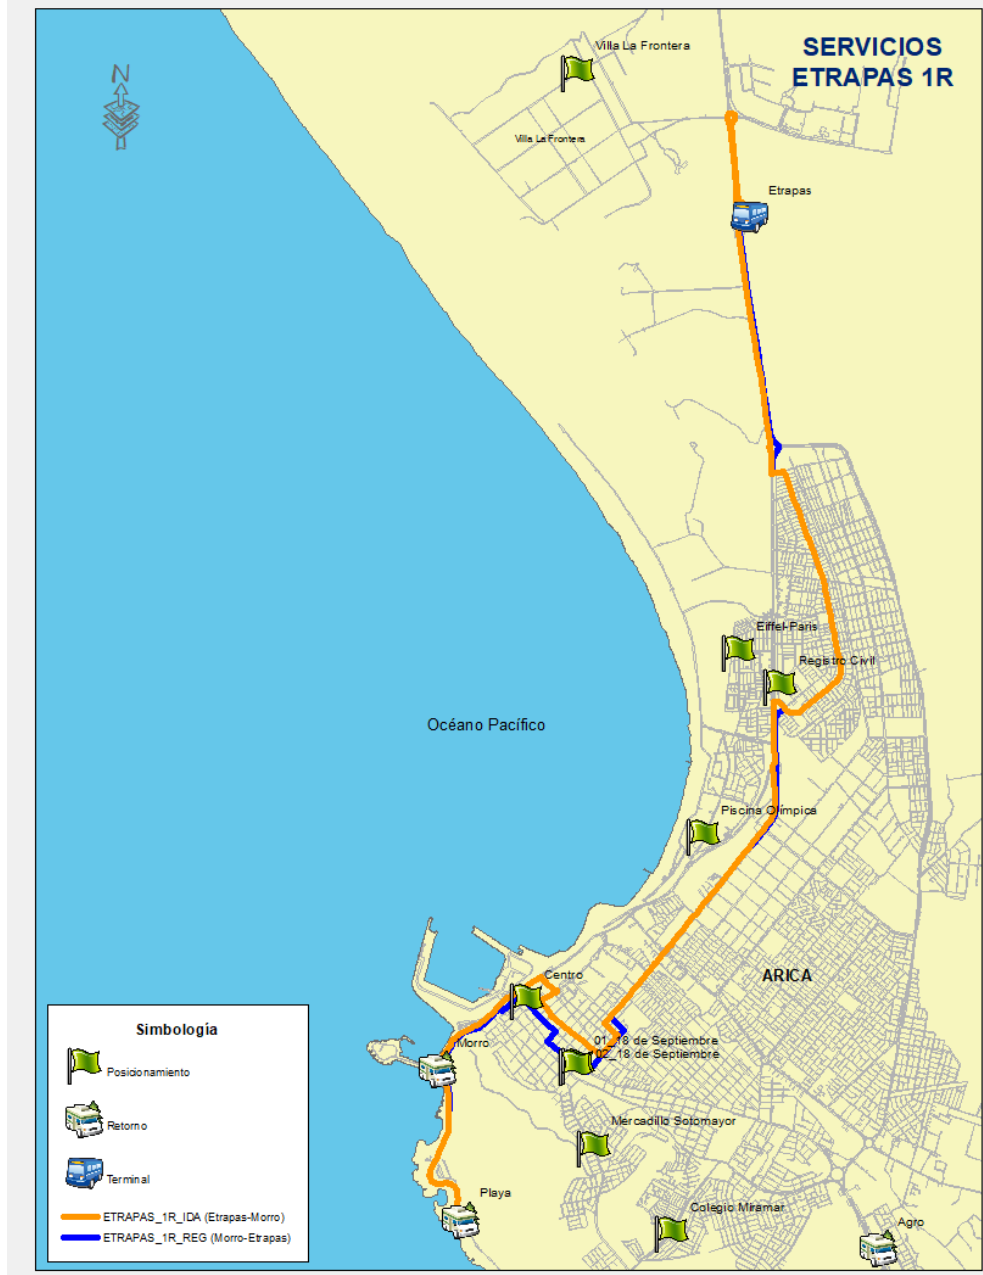 SERVICIOS
ETRAPAS 1R
N
Villa La Frontera
Villa La Frontera
Etrapas
Eiffel-Paris
Registro Civil
Océano Pacífico
Piscina Olímpica
Centro
ARICA
Morro
01_18 de Septiembre
02_18 de Septiembre
Mercadillo Sotomayor
Playa
Colegio Miramar
Agro
Simbología
Posicionamiento
Retorno
Terminal
ETRAPAS_1R_IDA (Etrapas-Morro)
ETRAPAS_1R_REG (Morro-Etrapas)